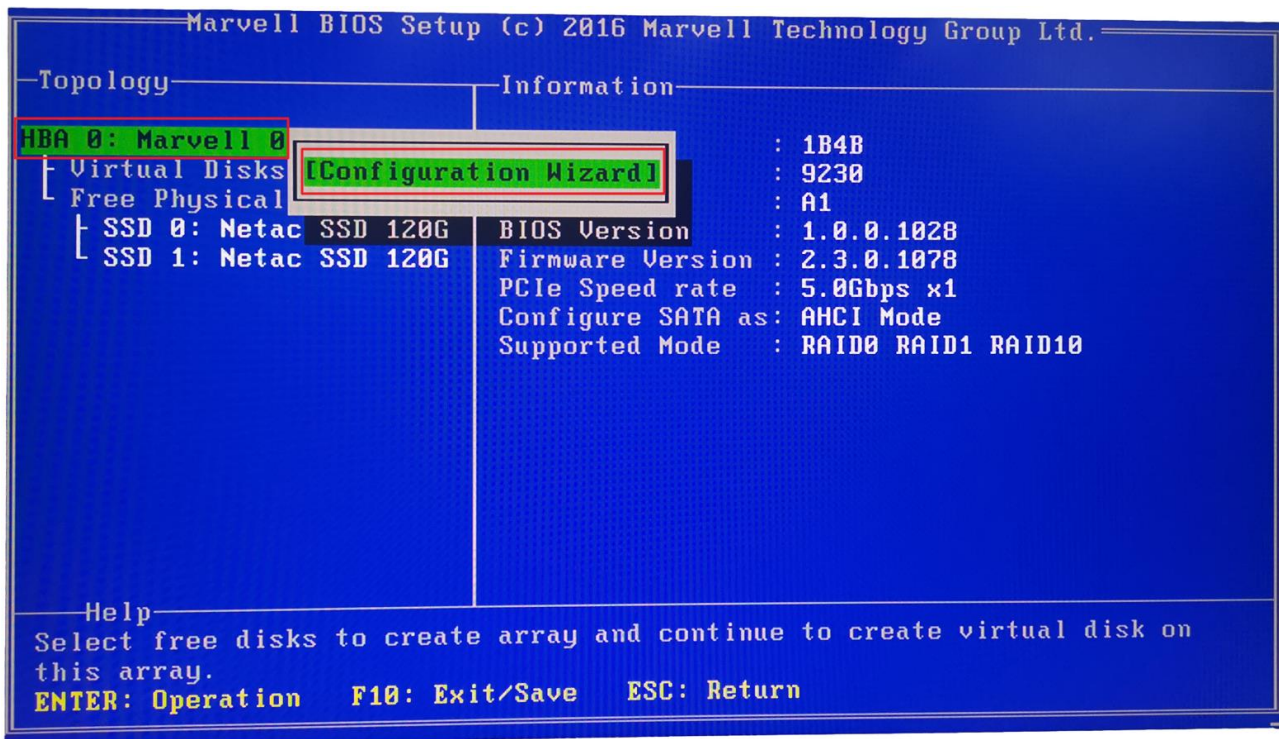 Marvell BIOS Setup (c) 2016 Marvell Technology Group Ltd.
Topology
HBA 0: Marvell 0
Virtual Disks
Free Physical
SSD 0: Netac SSD 120G
SSD 1: Netac SSD 120G
[Configuration Wizard]
Information
: 1B4B
: 9230
: A1
BIOS Version : 1.0.0.1028
Firmware Version : 2.3.0.1078
PCIe Speed rate : 5.0Gbps x1
Configure SATA as: AHCI Mode
Supported Mode : RAID0 RAID1 RAID10
Help
Select free disks to create array and continue to create virtual disk on
this array.
ENTER: Operation F10: Exit/Save ESC: Return